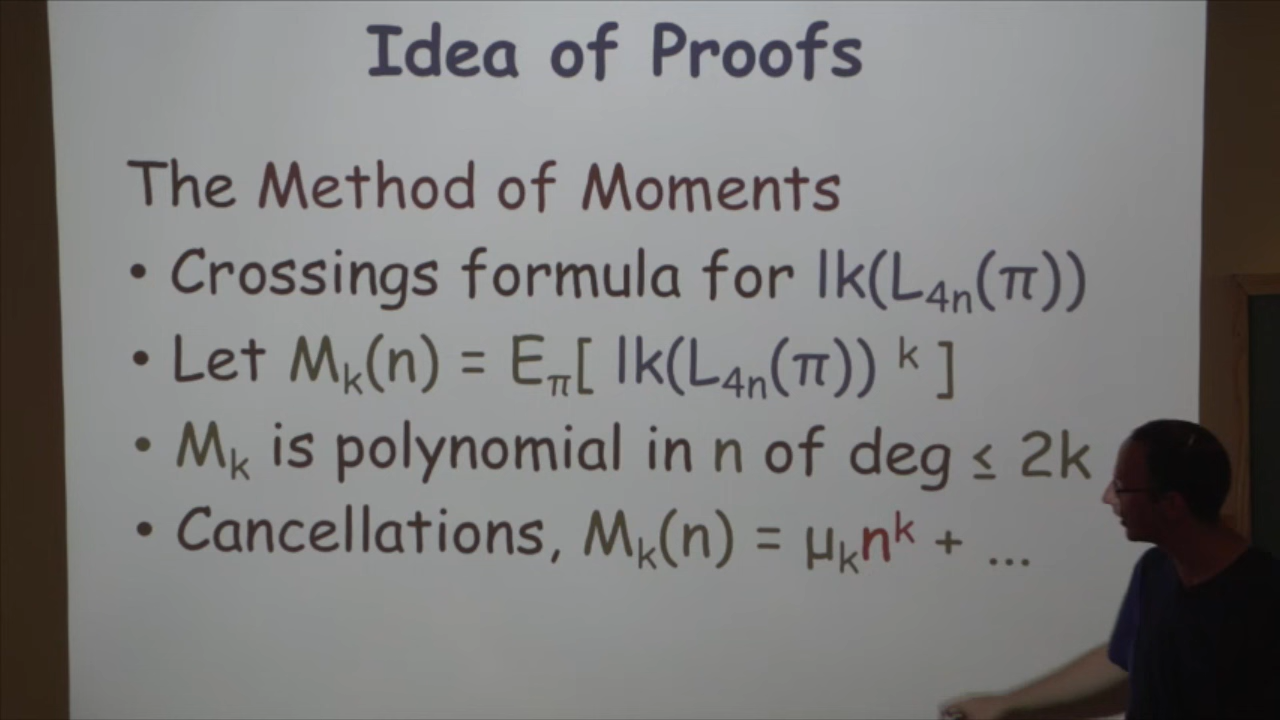 Idea of Proofs
The Method of Moments
• Crossings formula for lk(L₄ₙ(π))
• Let Mₖ(n) = E_π[ lk(L₄ₙ(π)) ᵏ ]
• Mₖ is polynomial in n of deg ≤ 2k
• Cancellations, Mₖ(n) = μₖnᵏ + ...